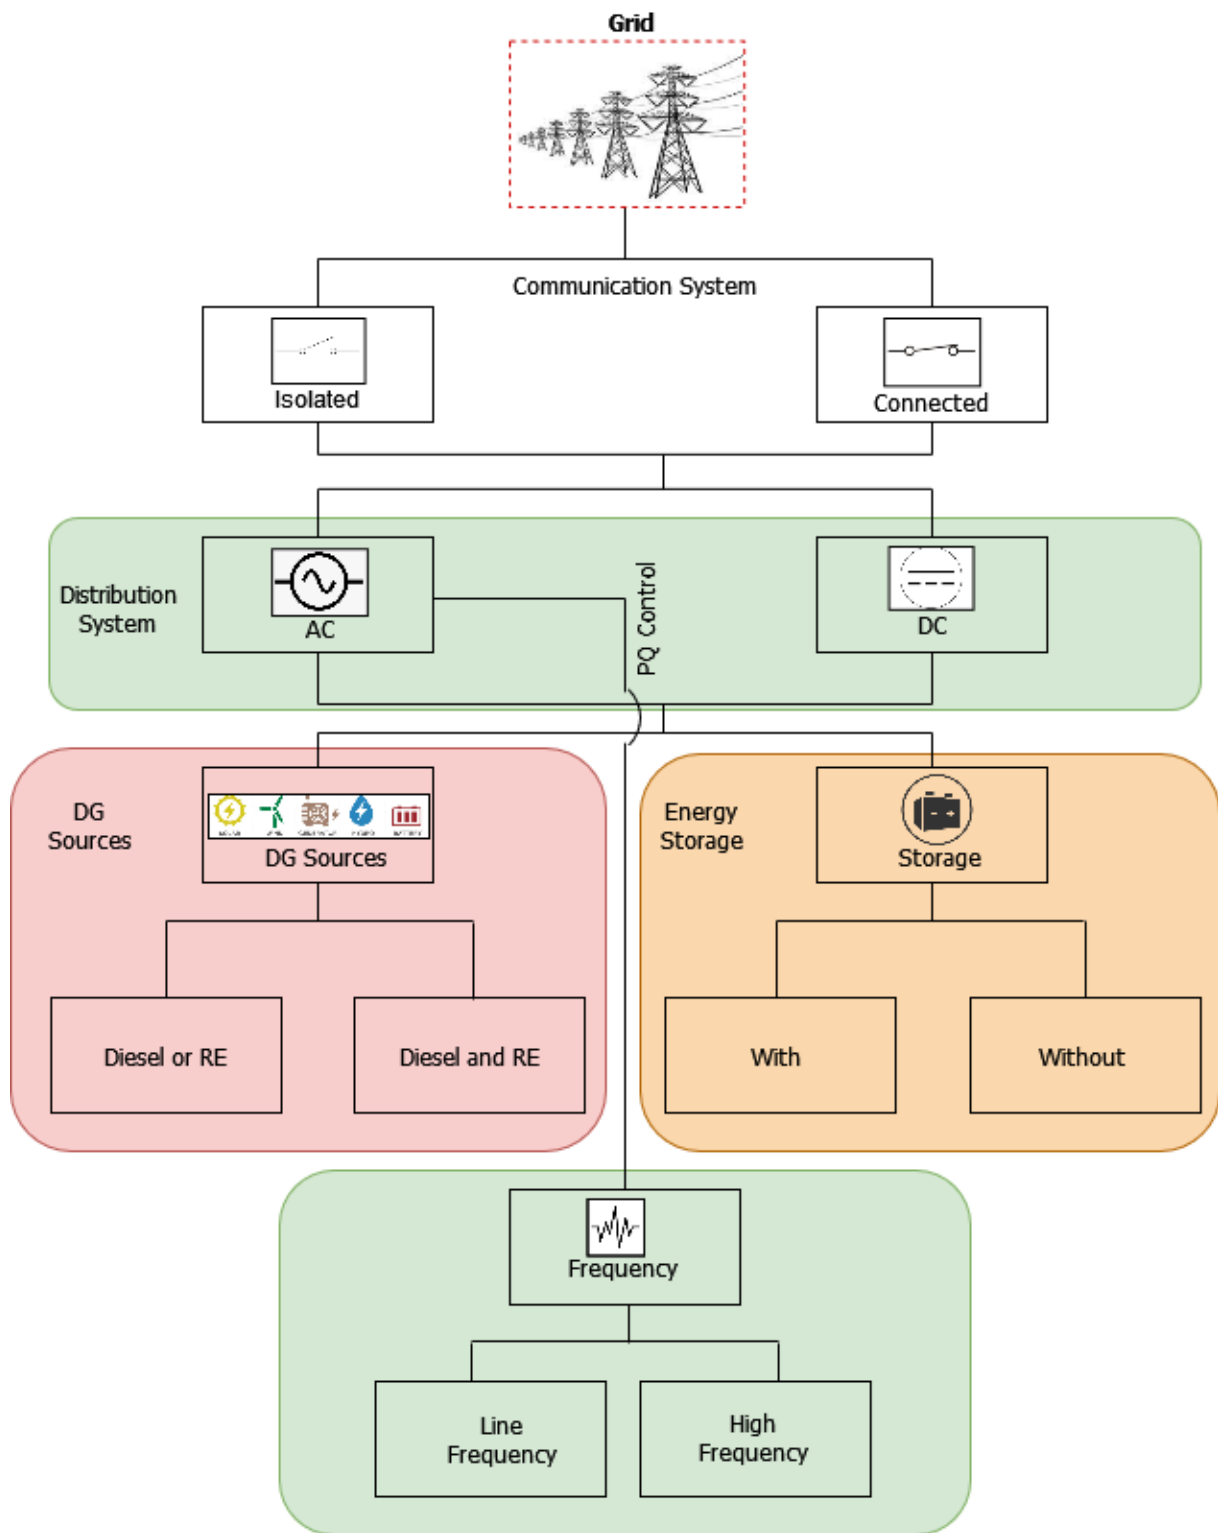 Grid
Communication System
Isolated
Connected
Distribution
System
AC
PQ Control
DC
DG
Sources
DG Sources
Energy
Storage
Storage
Diesel or RE
Diesel and RE
With
Without
Frequency
Line
Frequency
High
Frequency